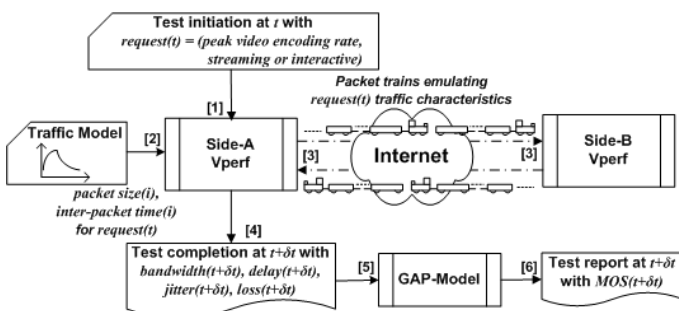 Test initiation at t with
request(t) = (peak video encoding rate,
streaming or interactive)
Packet trains emulating
request(t) traffic characteristics
[1]
Traffic Model
[2]
Side-A
Vperf
[3]
Internet
[3]
Side-B
Vperf
packet size(i),
inter-packet time(i)
for request(t)
[4]
Test completion at t+δt with
bandwidth(t+δt), delay(t+δt),
jitter(t+δt), loss(t+δt)
[5]
GAP-Model
[6]
Test report at t+δt
with MOS(t+δt)